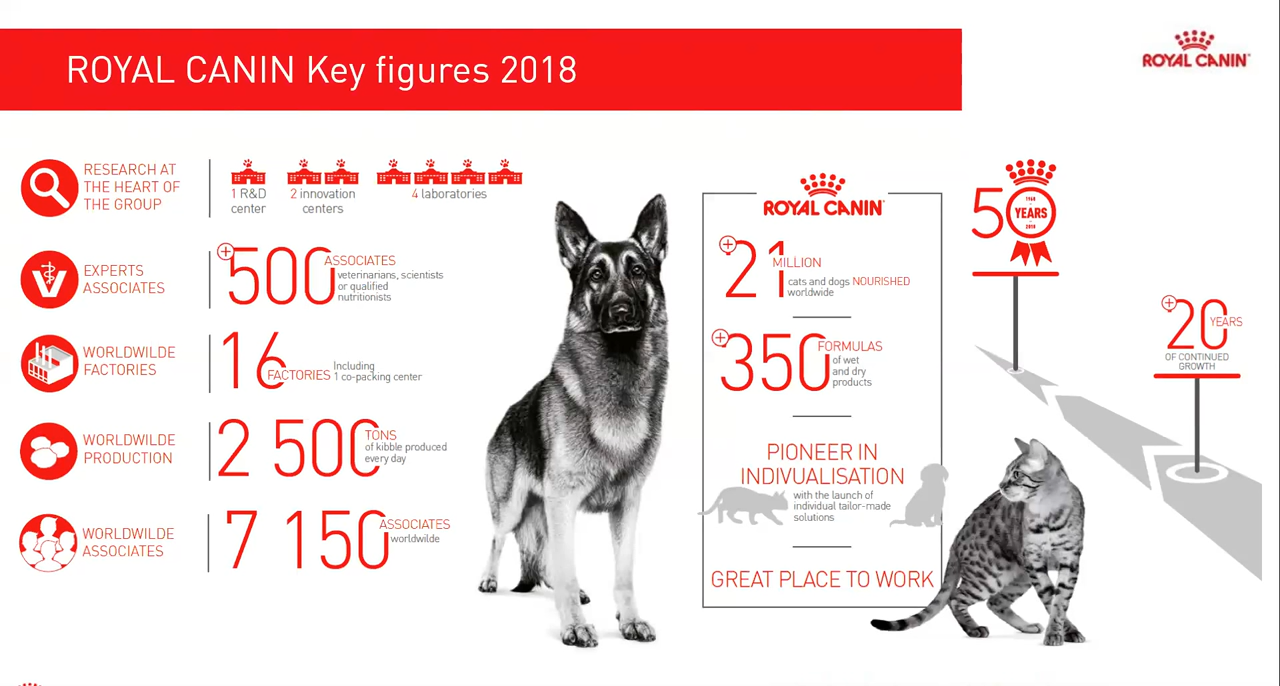 ROYAL CANIN Key figures 2018
ROYAL CANIN
RESEARCH AT
THE HEART OF
THE GROUP
1 R&D
center
2 innovation
centers
4 laboratories
EXPERTS
ASSOCIATES
+500 ASSOCIATES
veterinarians, scientists
or qualified
nutritionists
WORLDWILDE
FACTORIES
16 FACTORIES
Including
1 co-packing center
WORLDWILDE
PRODUCTION
2 500 TONS
of kibble produced
every day
WORLDWILDE
ASSOCIATES
7 150 ASSOCIATES
worldwilde
ROYAL CANIN
+21 MILLION
cats and dogs NOURISHED
worldwide
+350 FORMULAS
of wet
and dry
products
PIONEER IN
INDIVUALISATION
with the launch of
individual tailor-made
solutions
GREAT PLACE TO WORK
50
1968
YEARS
2018
+20 YEARS
OF CONTINUED
GROWTH